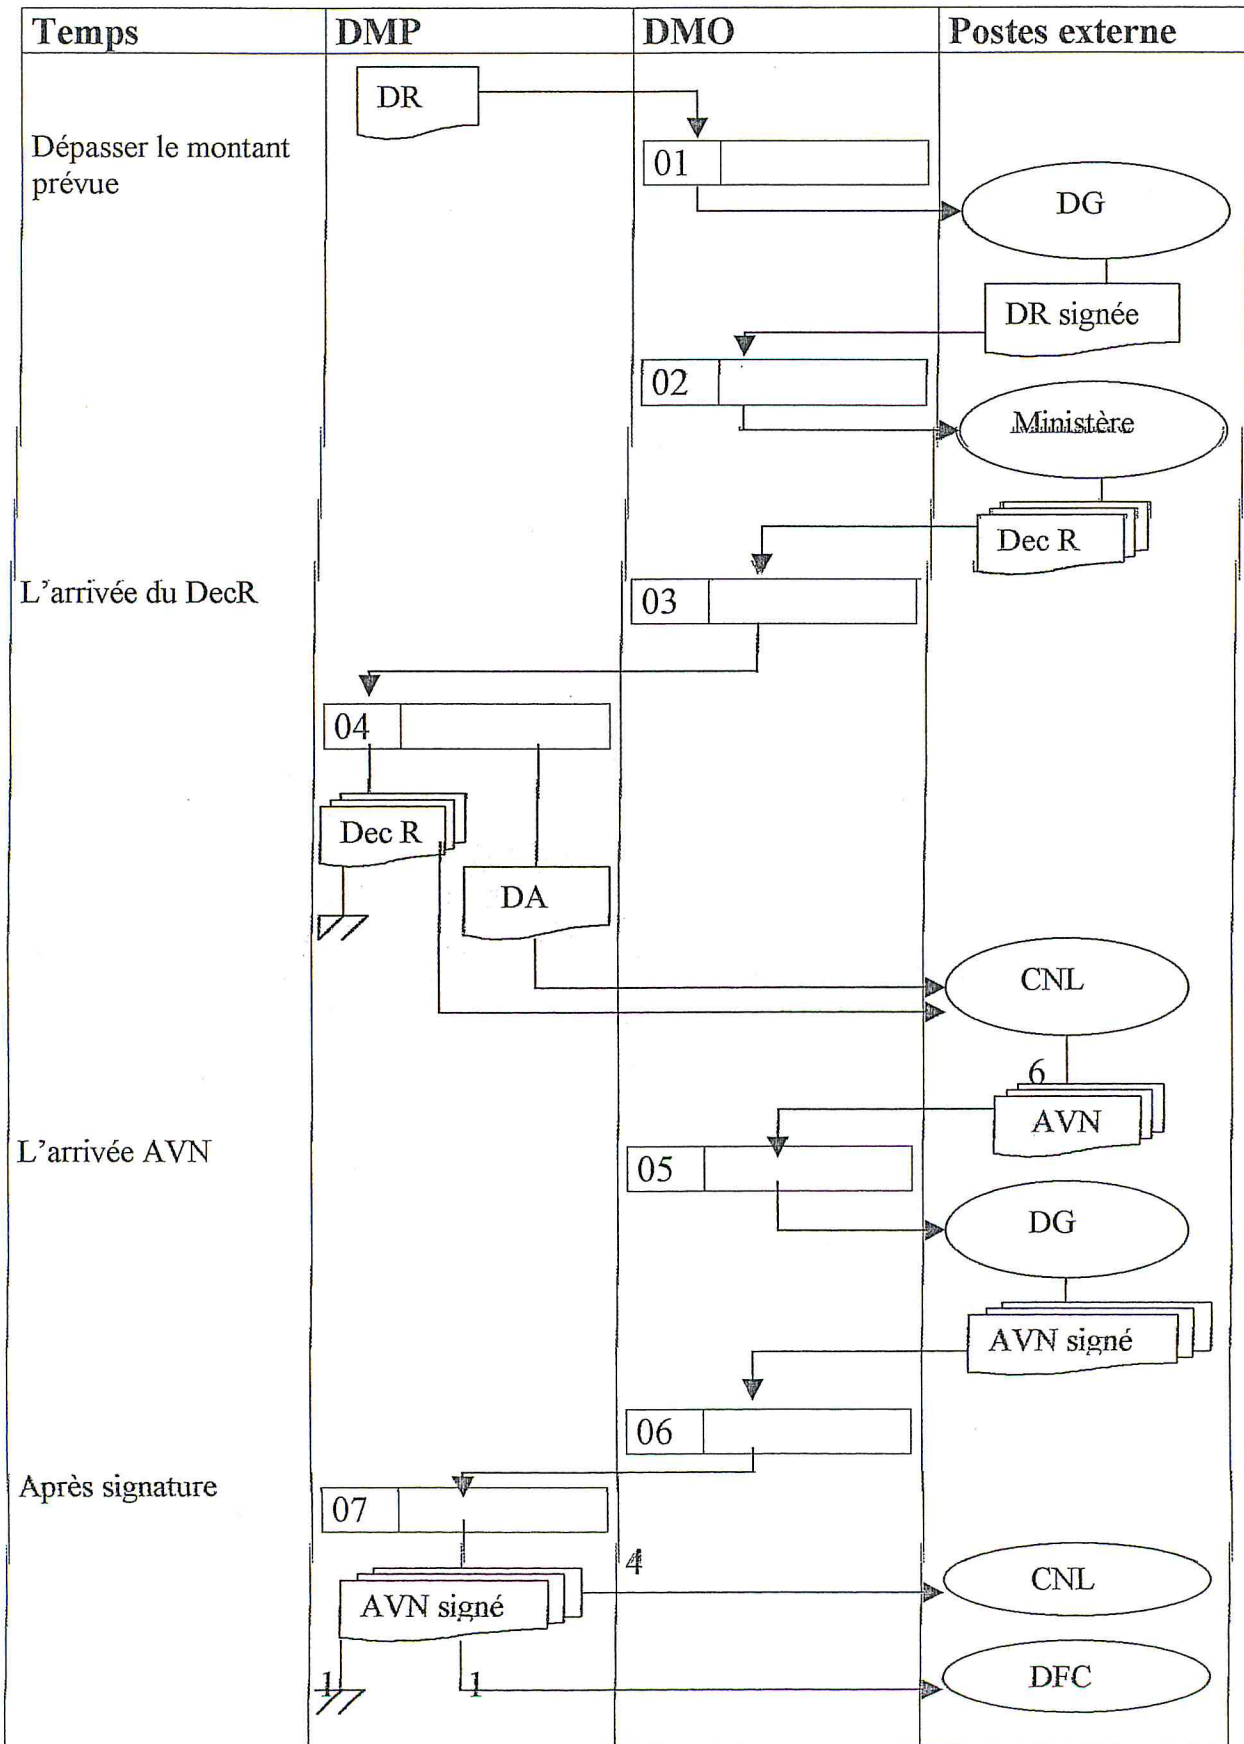 Temps DMP DMO Postes externe
DR
Dépasser le montant
prévue
01
DG
DR signée
02
Ministère
Dec R
L'arrivée du DecR
03
04
Dec R
DA
CNL
6
AVN
L'arrivée AVN
05
DG
AVN signé
06
Après signature
07
4
CNL
AVN signé
DFC
1
1